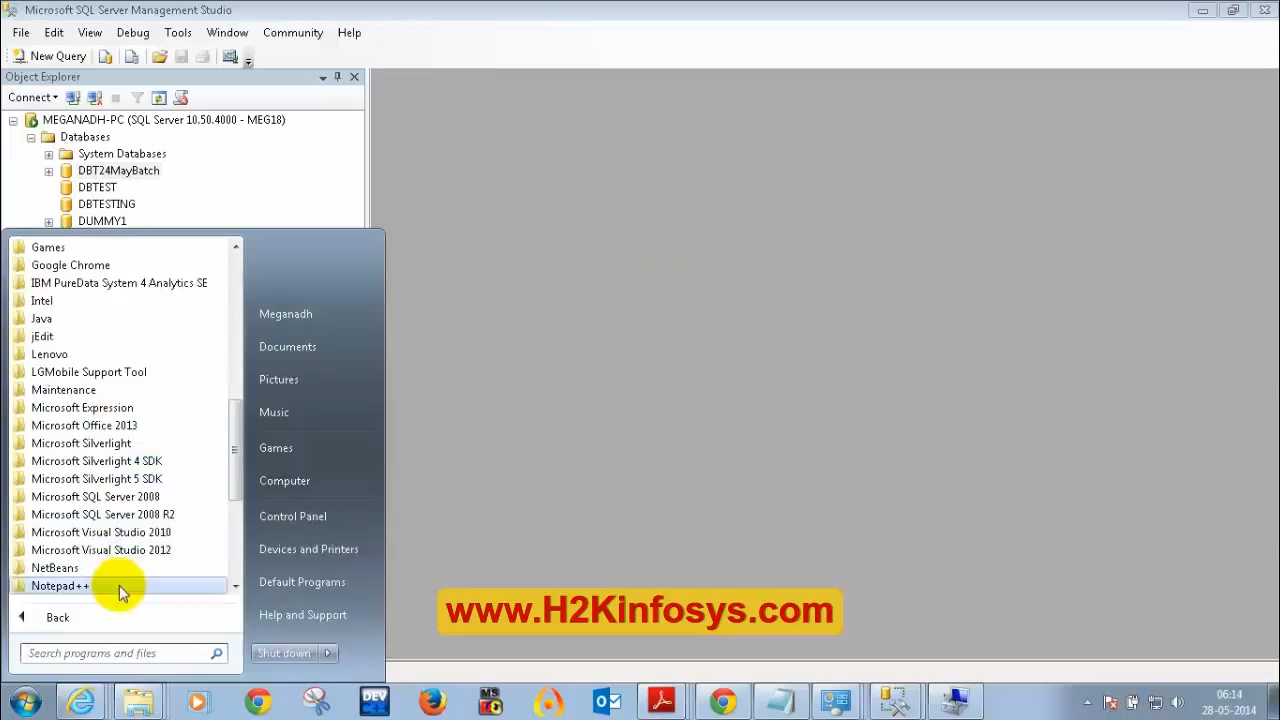 Microsoft SQL Server Management Studio
File Edit View Debug Tools Window Community Help
New Query
Object Explorer
Connect
MEGANADH-PC (SQL Server 10.50.4000 - MEG18)
Databases
System Databases
DBT24MayBatch
DBTEST
DBTESTING
DUMMY1
Games
Google Chrome
IBM PureData System 4 Analytics SE
Intel
Java
jEdit
Lenovo
LGMobile Support Tool
Maintenance
Microsoft Expression
Microsoft Office 2013
Microsoft Silverlight
Microsoft Silverlight 4 SDK
Microsoft Silverlight 5 SDK
Microsoft SQL Server 2008
Microsoft SQL Server 2008 R2
Microsoft Visual Studio 2010
Microsoft Visual Studio 2012
NetBeans
Notepad++
Back
Search programs and files
Meganadh
Documents
Pictures
Music
Games
Computer
Control Panel
Devices and Printers
Default Programs
Help and Support
Shut down
www.H2Kinfosys.com
DEV
MS
06:14
28-05-2014